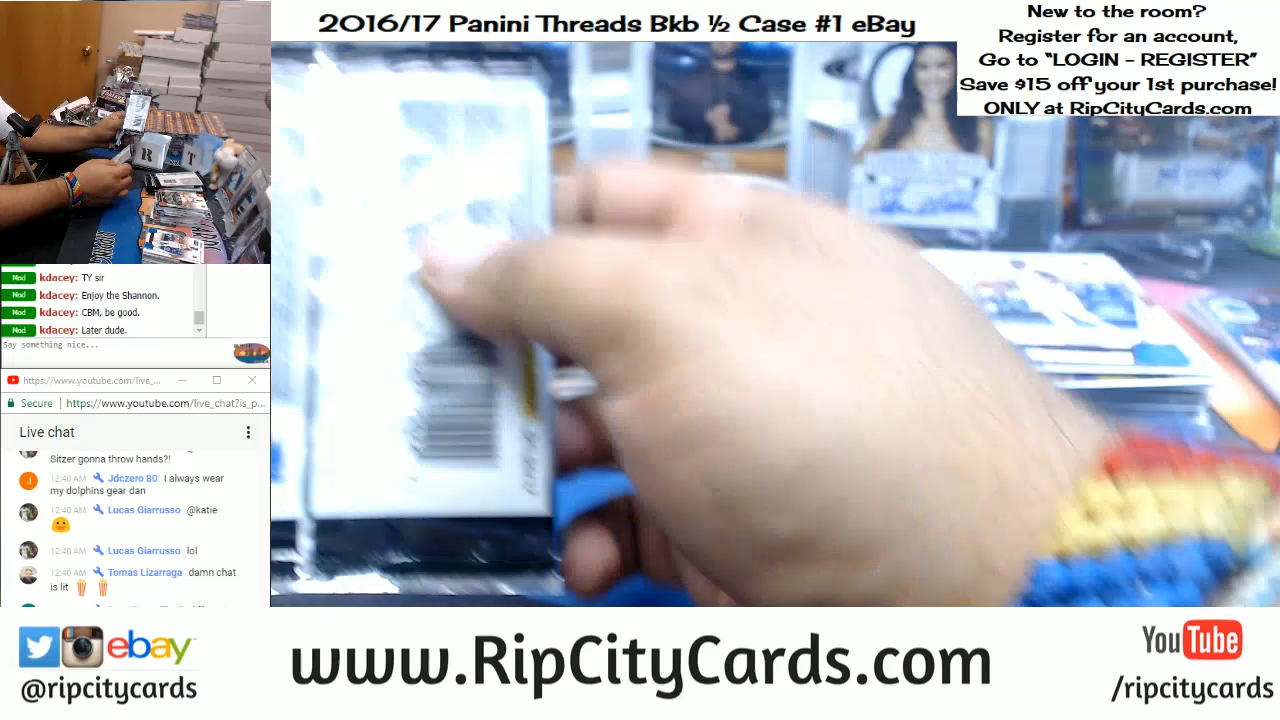 2016/17 Panini Threads Bkb ½ Case #1 eBay
New to the room?
Register for an account,
Go to “LOGIN - REGISTER”
Save $15 off your 1st purchase!
ONLY at RipCityCards.com
R T
Mod kdacey: TY sir
Mod kdacey: Enjoy the Shannon.
Mod kdacey: CBM, be good.
Mod kdacey: Later dude.
Say something nice...
https://www.youtube.com/live_...
Secure https://www.youtube.com/live_chat?is_p...
Live chat
Sitzer gonna throw hands?!
J 12:40 AM Jdczero 80 I always wear
my dolphins gear dan
12:40 AM Lucas Giarrusso @katie
12:40 AM Lucas Giarrusso lol
12:40 AM Tomas Lizarraga damn chat
is lit
ebay
@ripcitycards
www.RipCityCards.com
YouTube
/ripcitycards